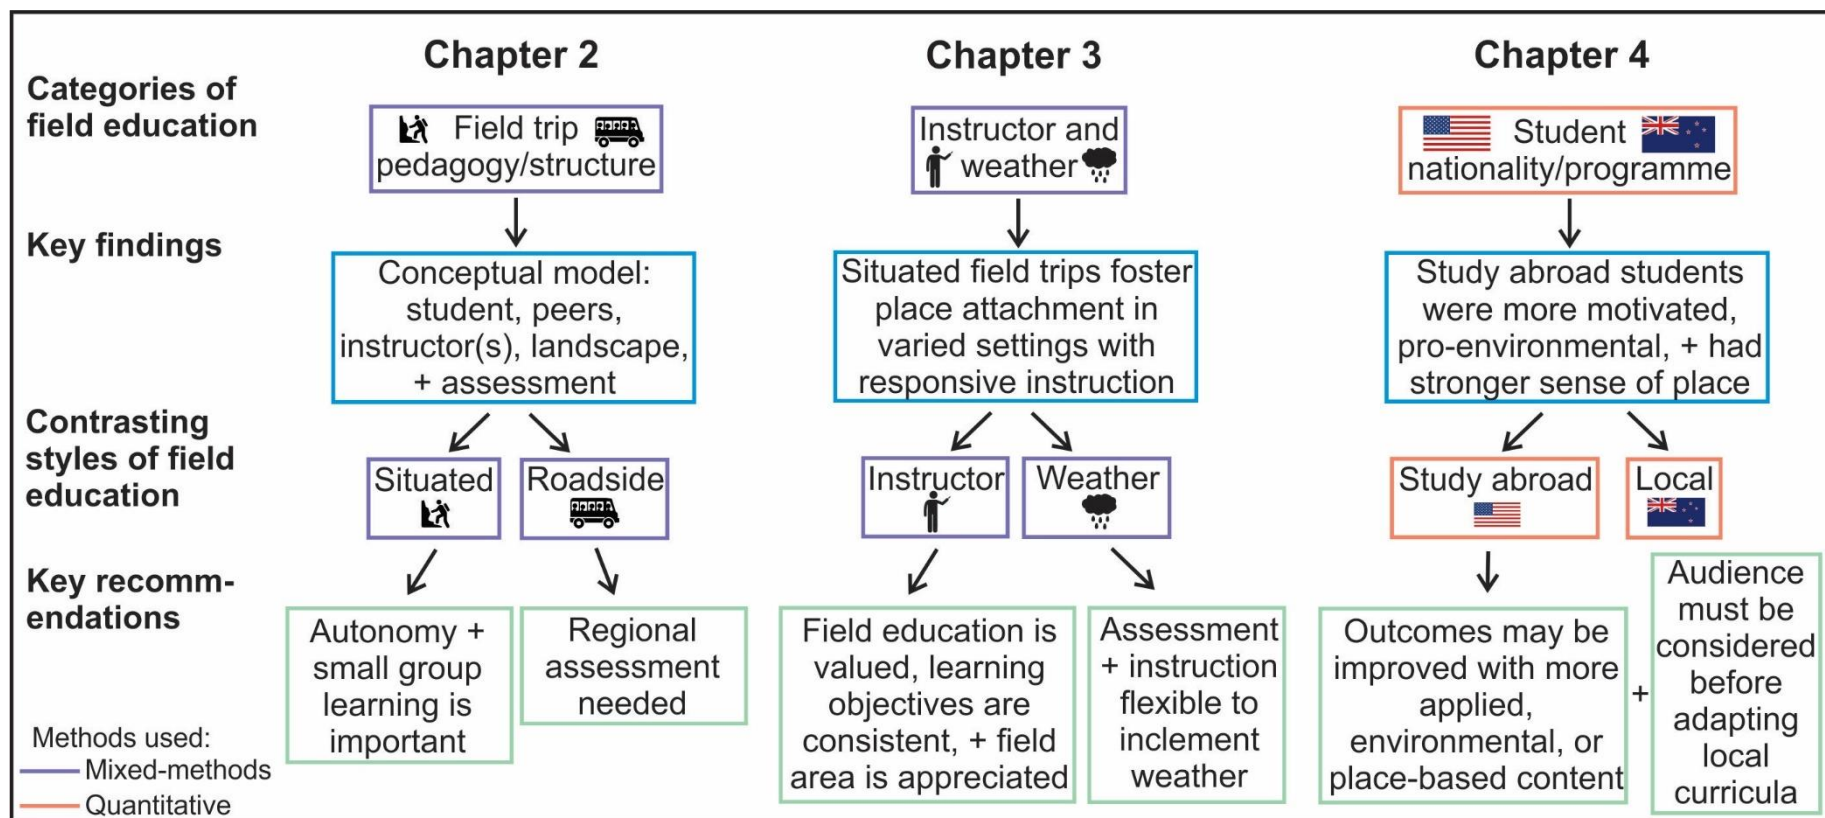 Chapter 2
Chapter 3
Chapter 4
Categories of
field education
Field trip
pedagogy/structure
Instructor and
weather
Student
nationality/programme
Key findings
Conceptual model:
student, peers,
instructor(s), landscape,
+ assessment
Situated field trips foster
place attachment in
varied settings with
responsive instruction
Study abroad students
were more motivated,
pro-environmental, + had
stronger sense of place
Contrasting
styles of field
education
Situated
Roadside
Instructor
Weather
Study abroad
Local
Key recomm-
endations
Autonomy +
small group
learning is
important
Regional
assessment
needed
Field education is
valued, learning
objectives are
consistent, + field
area is appreciated
Assessment
+ instruction
flexible to
inclement
weather
Outcomes may be
improved with more
applied,
environmental, or
place-based content
+
Audience
must be
considered
before
adapting
local
curricula
Methods used:
Mixed-methods
Quantitative